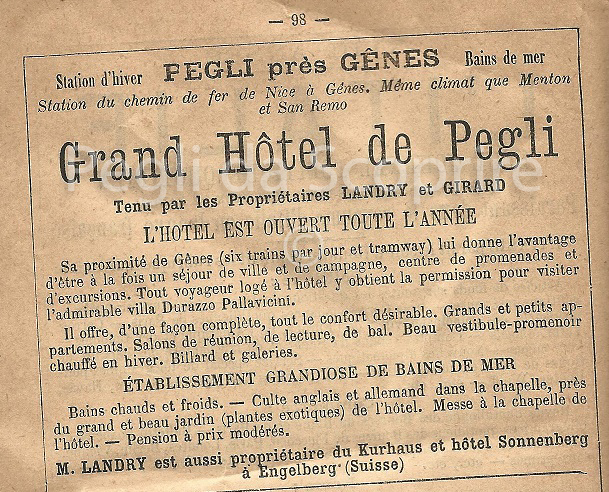 — 98 —
Station d'hiver PEGLI près GÊNES Bains de mer
Station du chemin de fer de Nice à Gênes. Même climat que Menton
et San Remo
Grand Hôtel de Pegli
Pegli da Scoprire
Tenu par les Propriétaires LANDRY et GIRARD
L'HOTEL EST OUVERT TOUTE L'ANNÉE
©
Sa proximité de Gênes (six trains par jour et tramway) lui donne l'avantage
d'être à la fois un séjour de ville et de campagne, centre de promenades et
d'excursions. Tout voyageur logé à l'hôtel y obtient la permission pour visiter
l'admirable villa Durazzo Pallavicini.
Il offre, d'une façon complète, tout le confort désirable. Grands et petits ap-
partements. Salons de réunion, de lecture, de bal. Beau vestibule-promenoir
chauffé en hiver. Billard et galeries.
ÉTABLISSEMENT GRANDIOSE DE BAINS DE MER
Bains chauds et froids. — Culte anglais et allemand dans la chapelle, près
du grand et beau jardin (plantes exotiques) de l'hôtel. Messe à la chapelle de
l'hôtel. — Pension à prix modérés.
M. LANDRY est aussi propriétaire du Kurhaus et hôtel Sonnenberg
à Engelberg (Suisse)